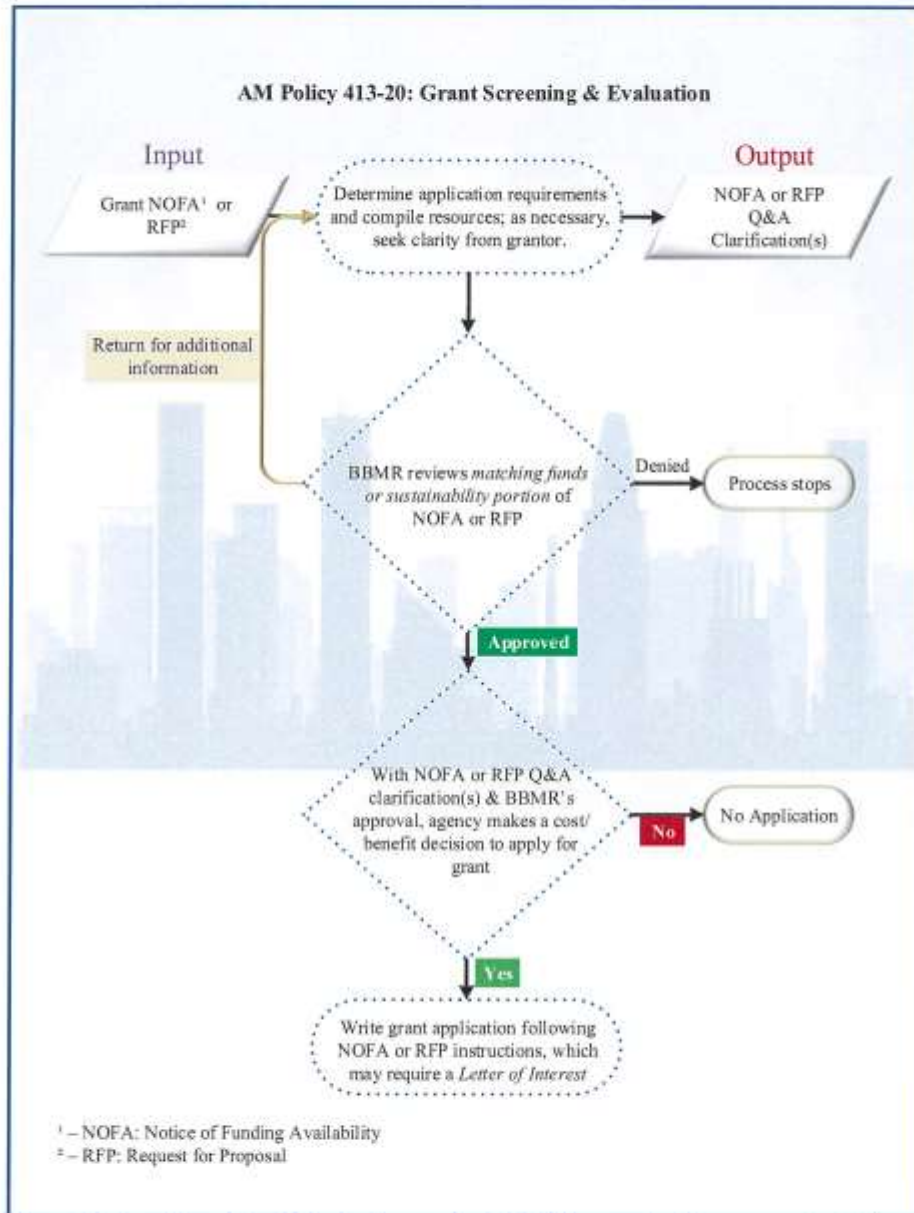 AM Policy 413-20: Grant Screening & Evaluation
Input
Output
Grant NOFA¹ or
RFP²
Determine application requirements
and compile resources; as necessary,
seek clarity from grantor.
NOFA or RFP
Q&A
Clarification(s)
Return for additional
information
BBMR reviews matching funds
or sustainability portion of
NOFA or RFP
Denied
Process stops
Approved
With NOFA or RFP Q&A
clarification(s) & BBMR's
approval, agency makes a cost/
benefit decision to apply for
grant
No
No Application
Yes
Write grant application following
NOFA or RFP instructions, which
may require a Letter of Interest
¹ – NOFA: Notice of Funding Availability
² – RFP: Request for Proposal